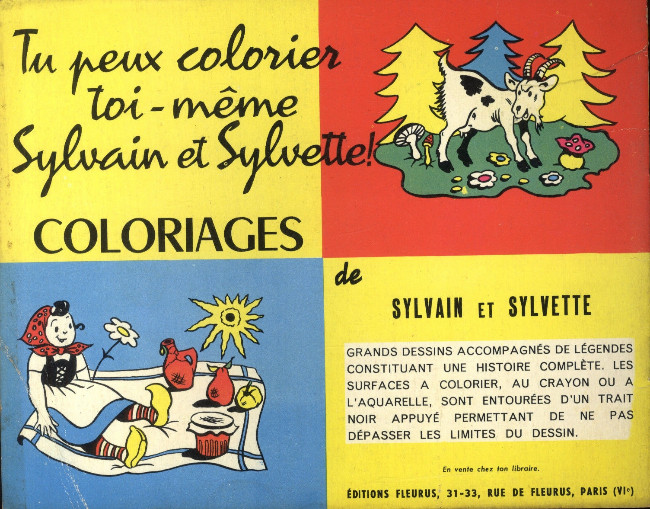 Tu peux colorier
toi-même
Sylvain et Sylvette!
COLORIAGES
de
SYLVAIN ET SYLVETTE
GRANDS DESSINS ACCOMPAGNÉS DE LÉGENDES
CONSTITUANT UNE HISTOIRE COMPLÈTE. LES
SURFACES A COLORIER, AU CRAYON OU A
L'AQUARELLE, SONT ENTOURÉES D'UN TRAIT
NOIR APPUYÉ PERMETTANT DE NE PAS
DÉPASSER LES LIMITES DU DESSIN.
En vente chez ton libraire.
ÉDITIONS FLEURUS, 31-33, RUE DE FLEURUS, PARIS (VIe)